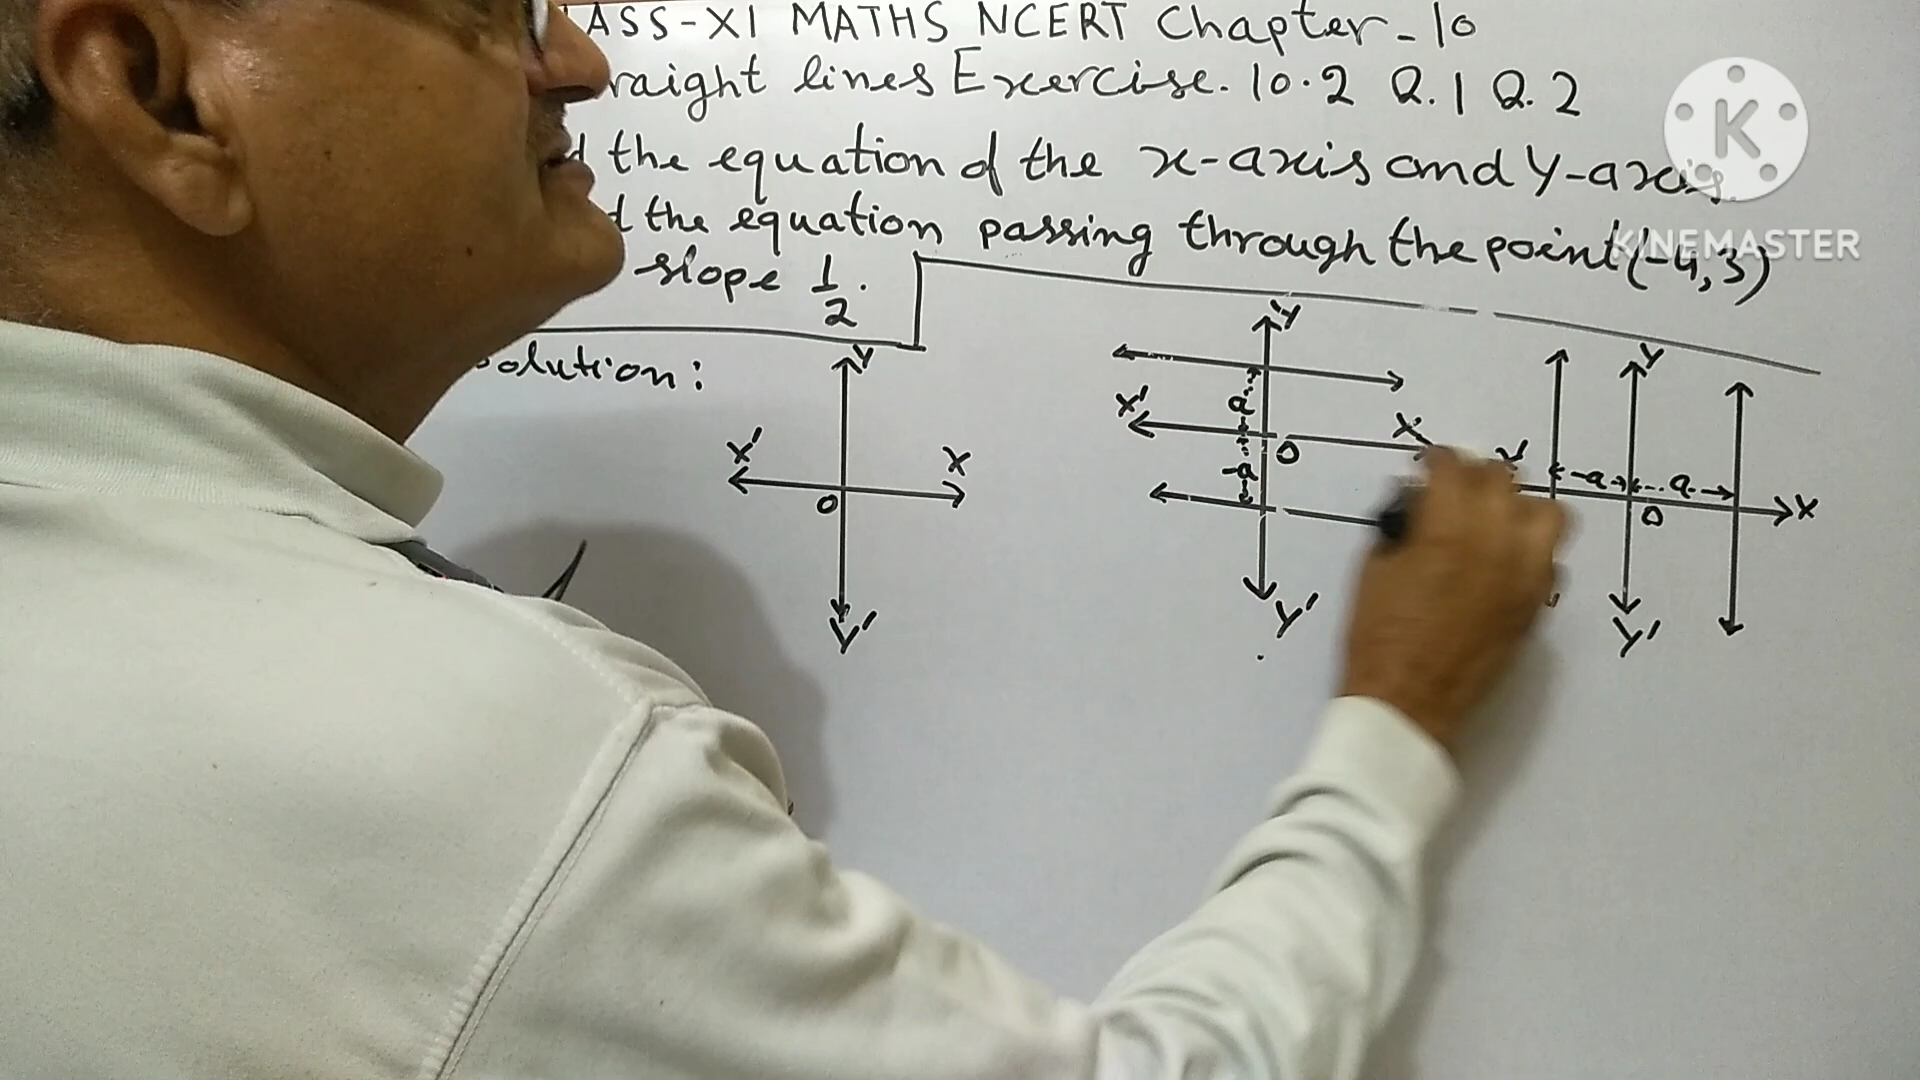 ASS-XI MATHS NCERT Chapter-10
raight lines Exercise. 10.2 Q.1 Q.2
d the equation of the x-axis and Y-axis.
d the equation passing through the point (-4,3)
slope 1/2.
solution:
K
KINEMASTER
Y
X'
X
O
Y'
Y
a
X'
X
O
-a
Y'
Y
X'
-a
a
O
X
Y'